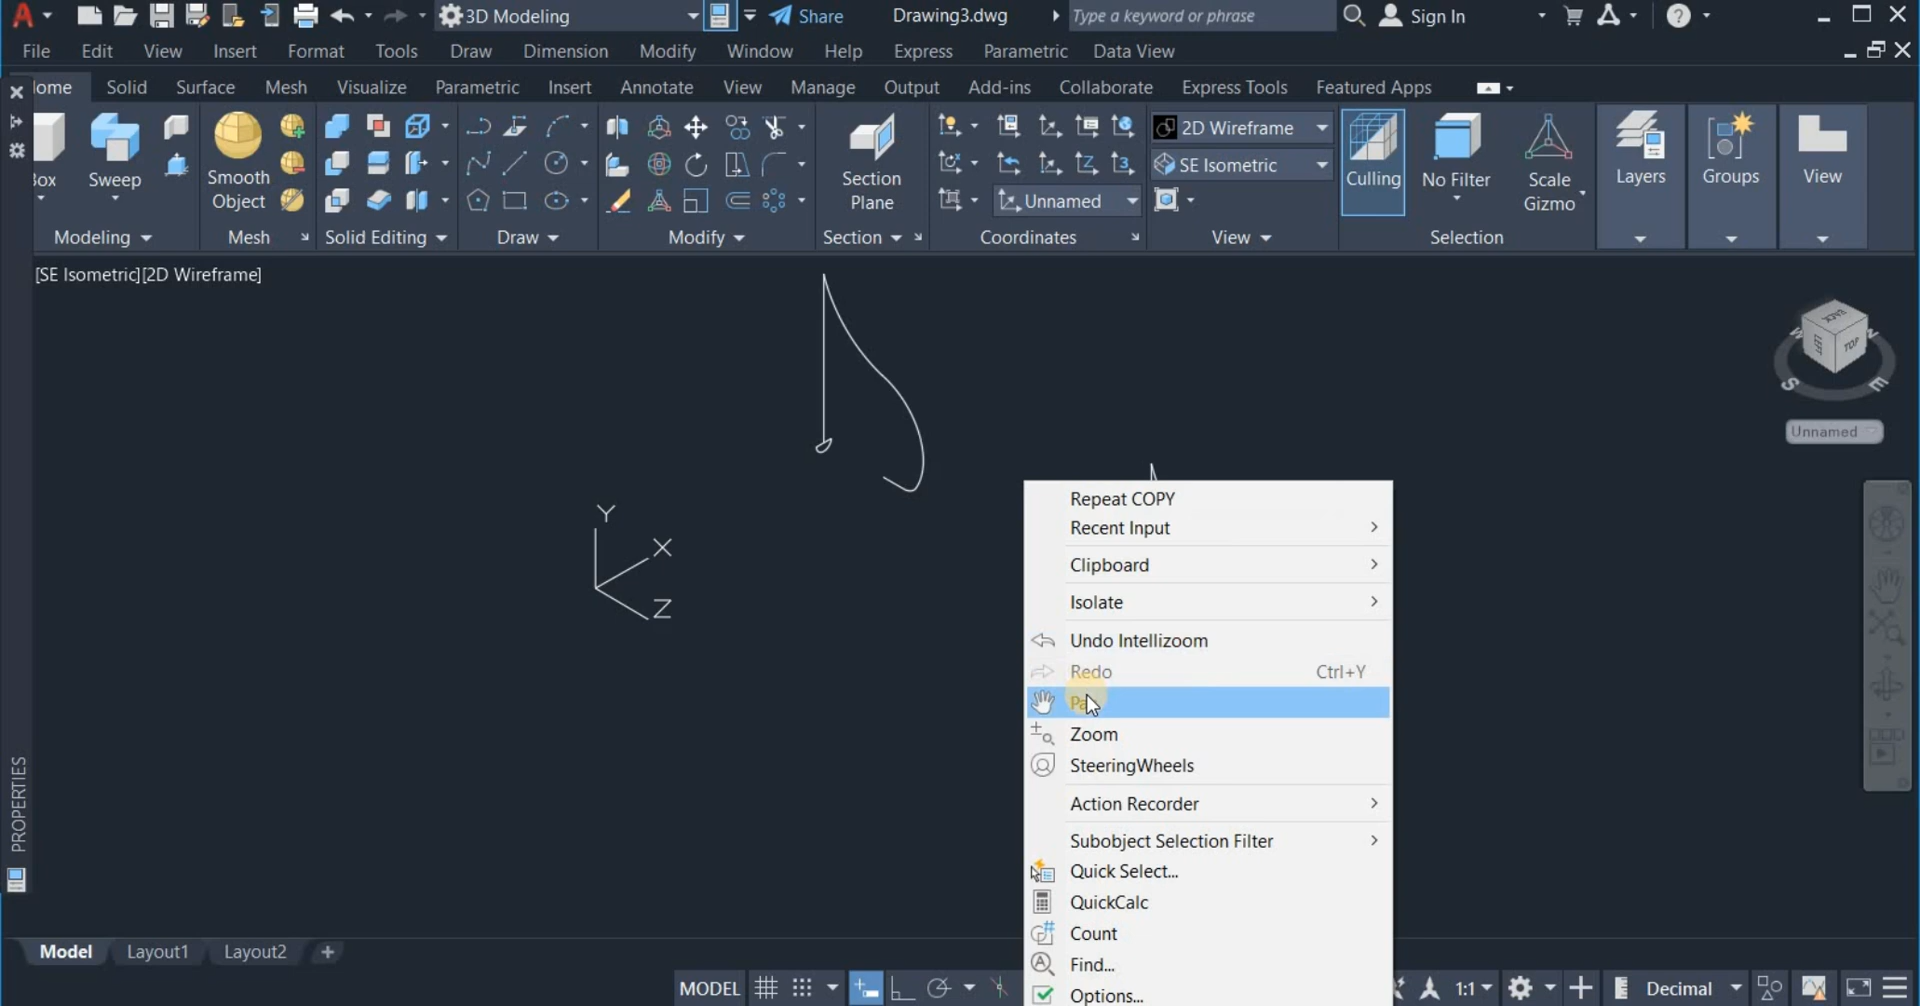 3D Modeling Share Drawing3.dwg Type a keyword or phrase Sign In
File Edit View Insert Format Tools Draw Dimension Modify Window Help Express Parametric Data View
ome Solid Surface Mesh Visualize Parametric Insert Annotate View Manage Output Add-ins Collaborate Express Tools Featured Apps
ox Sweep Smooth Object Section Plane Unnamed 2D Wireframe SE Isometric Culling No Filter Scale Gizmo Layers Groups View
Modeling Mesh Solid Editing Draw Modify Section Coordinates View Selection
[SE Isometric][2D Wireframe]
BACK
TOP
W N
S E
Unnamed
Y
X
Z
Repeat COPY
Recent Input
Clipboard
Isolate
Undo Intellizoom
Redo Ctrl+Y
Zoom
SteeringWheels
Action Recorder
Subobject Selection Filter
Quick Select...
QuickCalc
Count
Find...
Options...
PROPERTIES
Model Layout1 Layout2 +
MODEL 1:1 Decimal